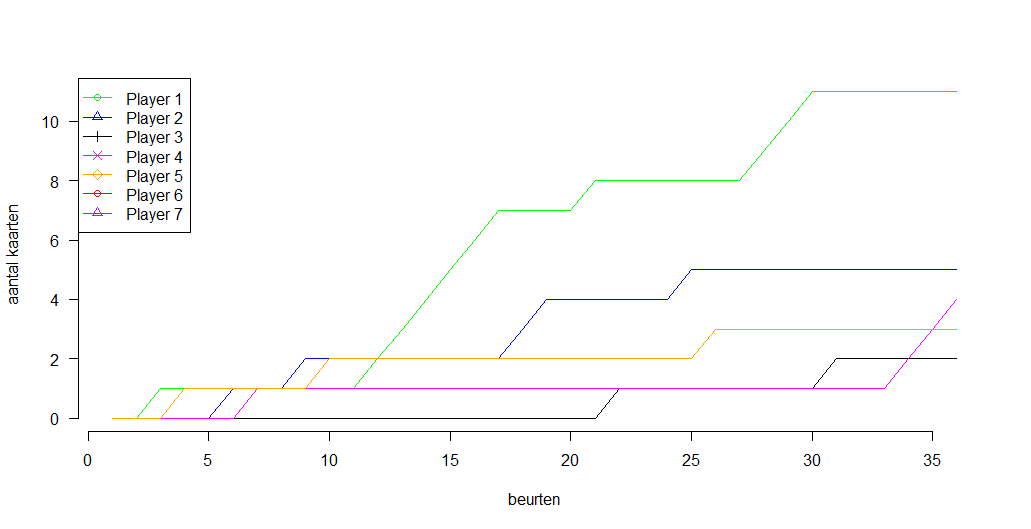 Player 1
Player 2
Player 3
Player 4
Player 5
Player 6
Player 7
10
8
6
4
2
0
aantal kaarten
0 5 10 15 20 25 30 35
beurten